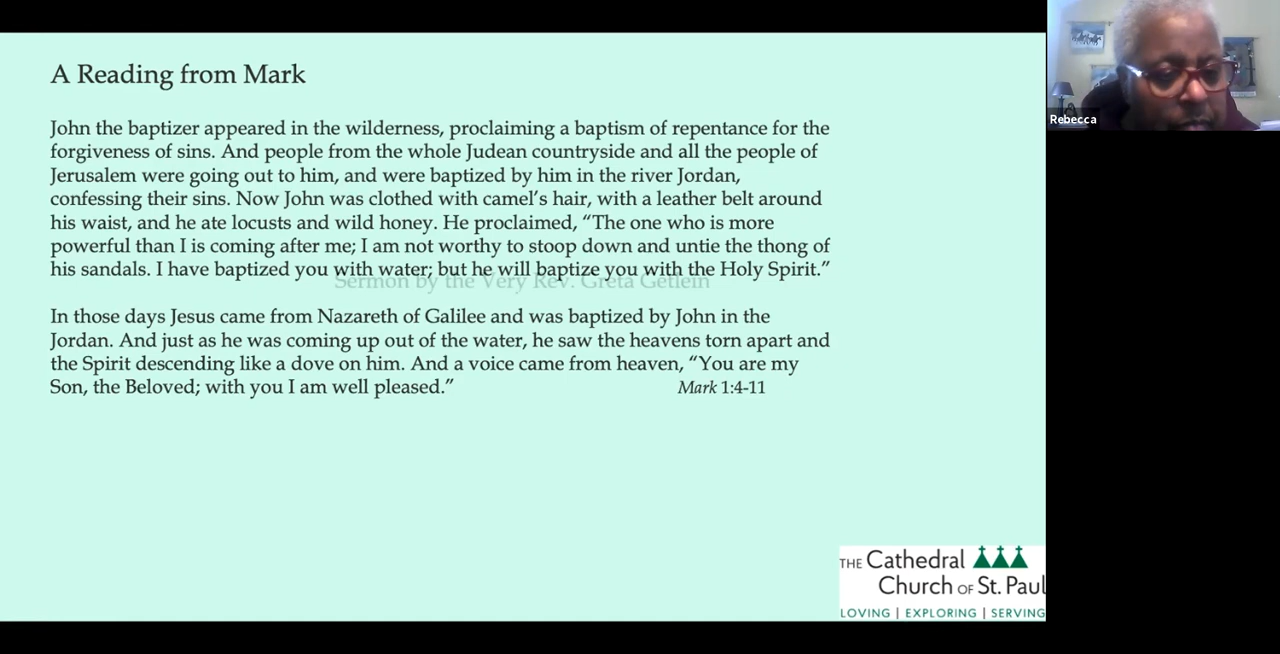 A Reading from Mark
John the baptizer appeared in the wilderness, proclaiming a baptism of repentance for the
forgiveness of sins. And people from the whole Judean countryside and all the people of
Jerusalem were going out to him, and were baptized by him in the river Jordan,
confessing their sins. Now John was clothed with camel’s hair, with a leather belt around
his waist, and he ate locusts and wild honey. He proclaimed, “The one who is more
powerful than I is coming after me; I am not worthy to stoop down and untie the thong of
his sandals. I have baptized you with water; but he will baptize you with the Holy Spirit.”
Sermon by the Very Rev. Greta Getlein
In those days Jesus came from Nazareth of Galilee and was baptized by John in the
Jordan. And just as he was coming up out of the water, he saw the heavens torn apart and
the Spirit descending like a dove on him. And a voice came from heaven, “You are my
Son, the Beloved; with you I am well pleased.” Mark 1:4-11
THE Cathedral
Church OF St. Paul
LOVING | EXPLORING | SERVING
Rebecca